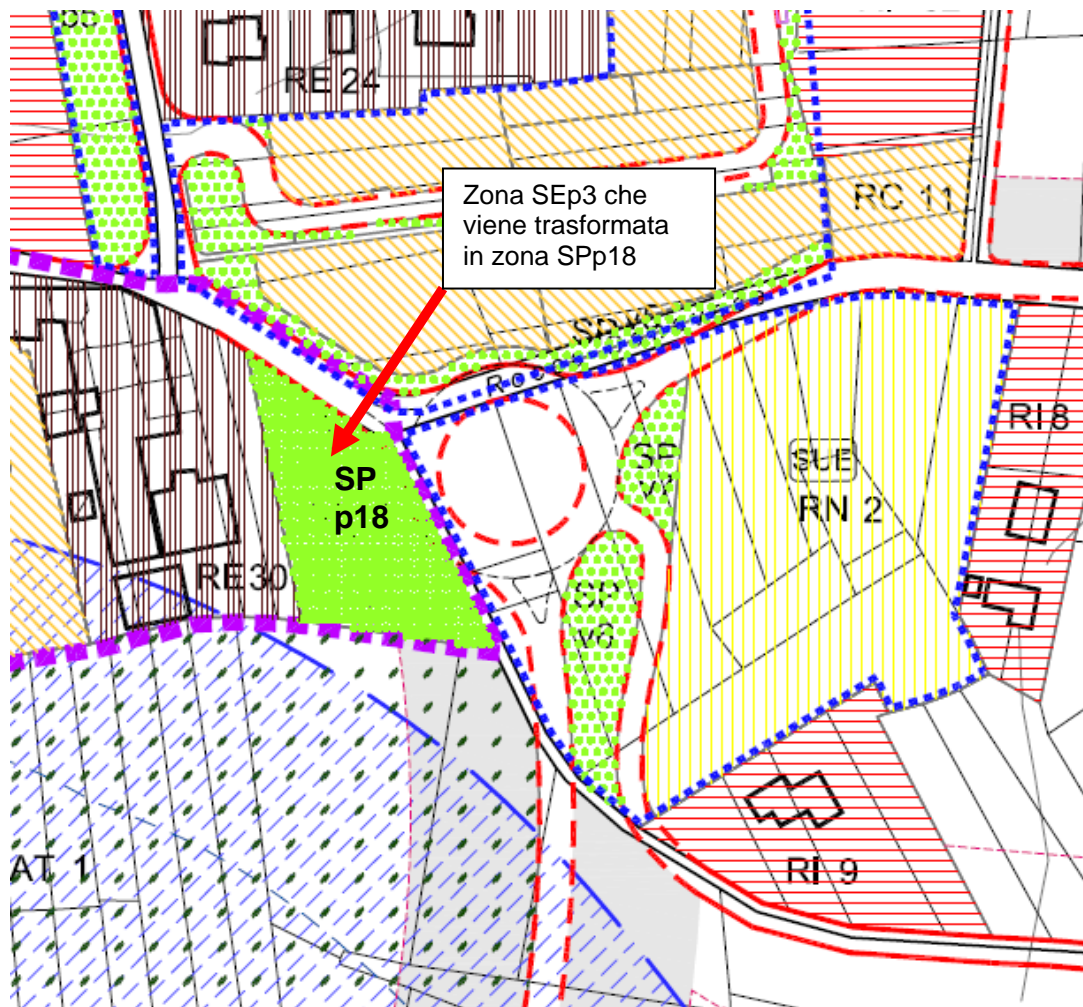 RE 24
Zona SEp3 che
viene trasformata
in zona SPp18
RC 11
SP
p18
SP
SUE
RN 2
RI 8
RE 30
SP
v6
AT 1
RI 9